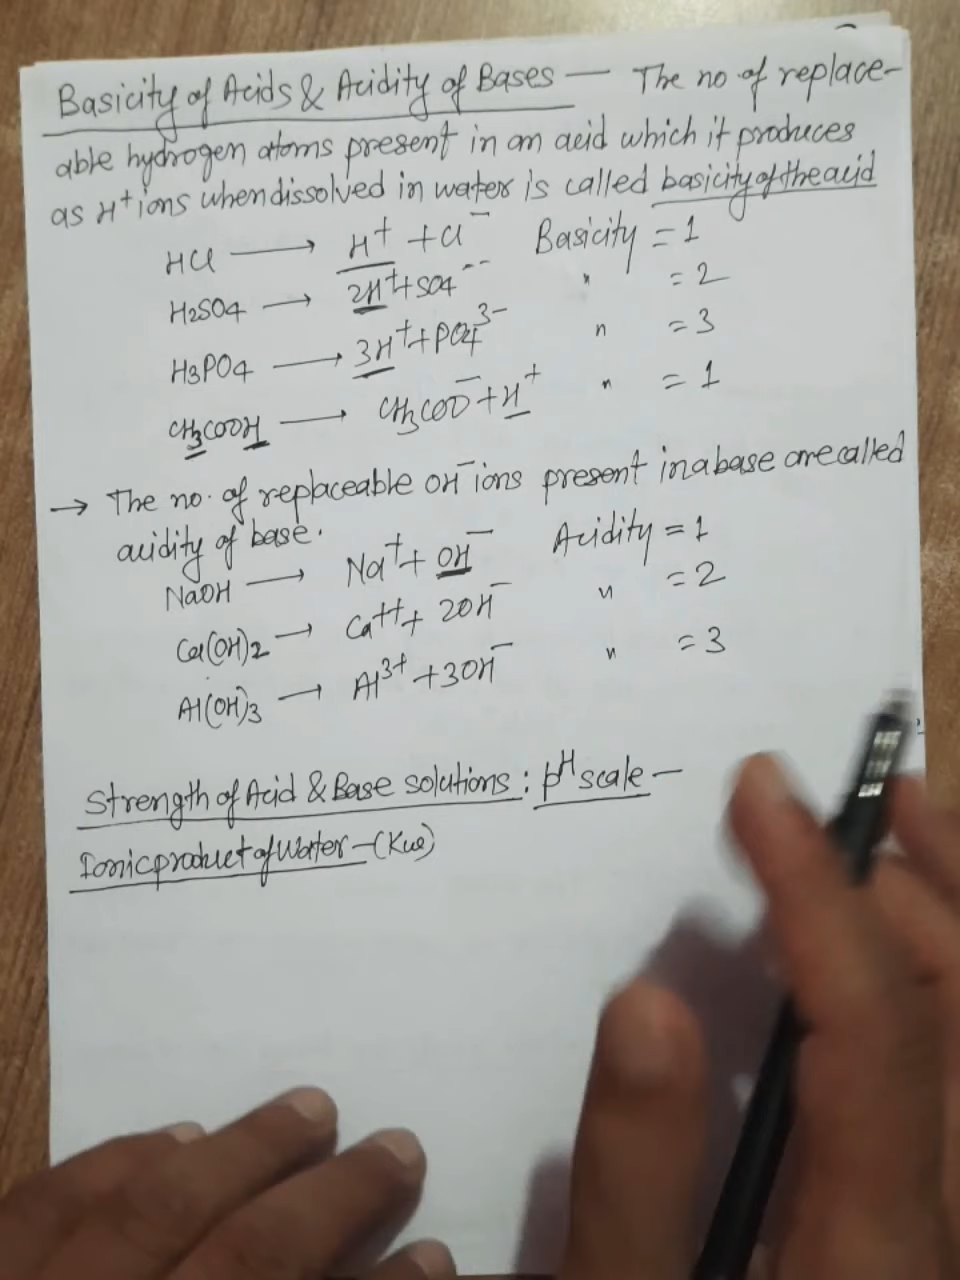 Basicity of Acids & Acidity of Bases — The no of replace-
able hydrogen atoms present in an acid which it produces
as H⁺ ions when dissolved in water is called basicity of the acid
HCl ⟶ H⁺ + Cl⁻ Basicity = 1
H2SO4 ⟶ 2H⁺ + SO4⁻⁻ " = 2
H3PO4 ⟶ 3H⁺ + PO4³⁻ " = 3
CH3COOH ⟶ CH3COO⁻ + H⁺ " = 1
→ The no. of replaceable OH⁻ ions present in a base are called
acidity of base.
NaOH ⟶ Na⁺ + OH⁻ Acidity = 1
Ca(OH)2 ⟶ Ca⁺⁺ + 2OH⁻ " = 2
Al(OH)3 ⟶ Al³⁺ + 3OH⁻ " = 3
Strength of Acid & Base solutions : pᴴ scale —
Ionic product of Water — (Kw)